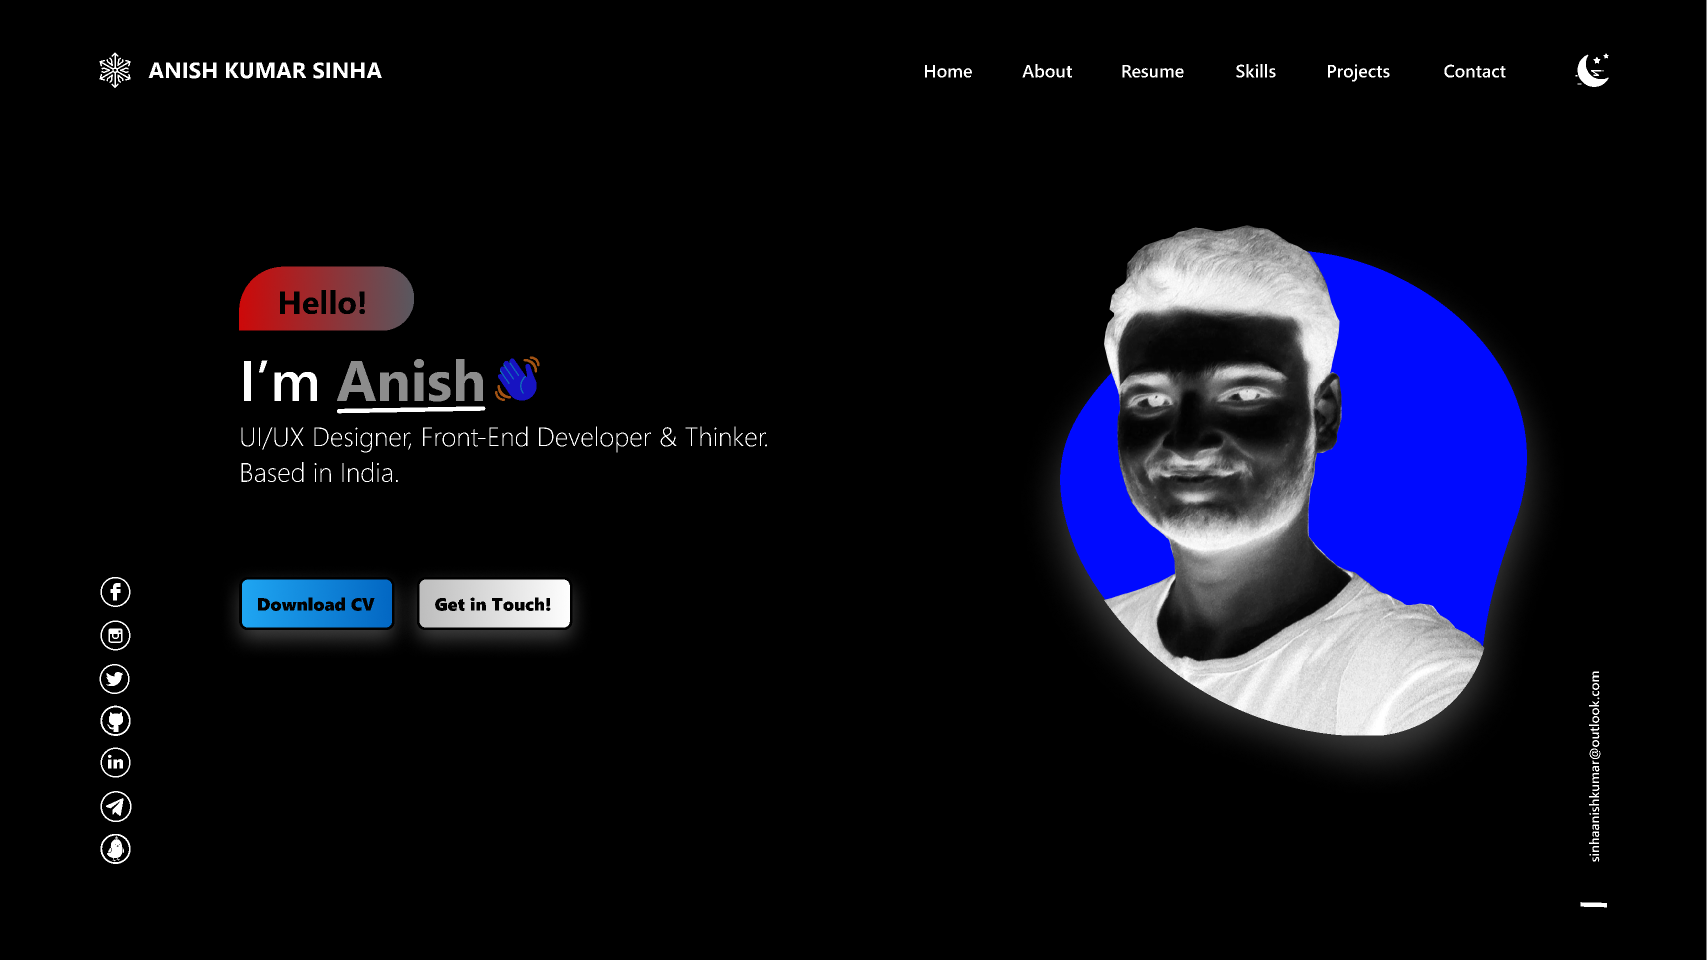 ANISH KUMAR SINHA
Home About Resume Skills Projects Contact
Hello!
I’m Anish
UI/UX Designer, Front-End Developer & Thinker.
Based in India.
Download CV Get in Touch!
sinhaanishkumar@outlook.com